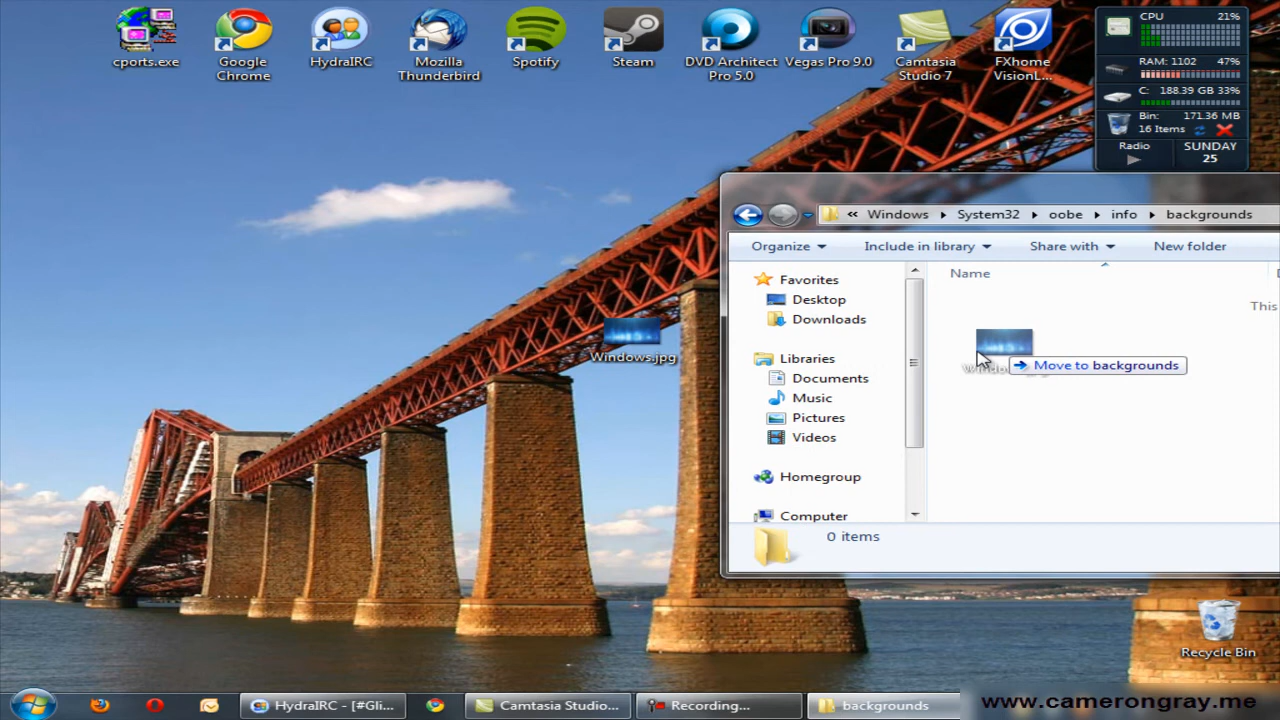 cports.exe
Google
Chrome
HydraIRC
Mozilla
Thunderbird
Spotify
Steam
DVD Architect
Pro 5.0
Vegas Pro 9.0
Camtasia
Studio 7
FXhome
VisionL...
CPU 21%
RAM: 1102 47%
C: 188.39 GB 33%
Bin: 171.36 MB
16 Items
Radio
SUNDAY
25
« Windows System32 oobe info backgrounds
Organize Include in library Share with New folder
Name
This
Favorites
Desktop
Downloads
Libraries
Documents
Music
Pictures
Videos
Homegroup
Computer
Move to backgrounds
0 items
Windows.jpg
Recycle Bin
HydraIRC - [#Gli... Camtasia Studio... Recording... backgrounds
www.camerongray.me